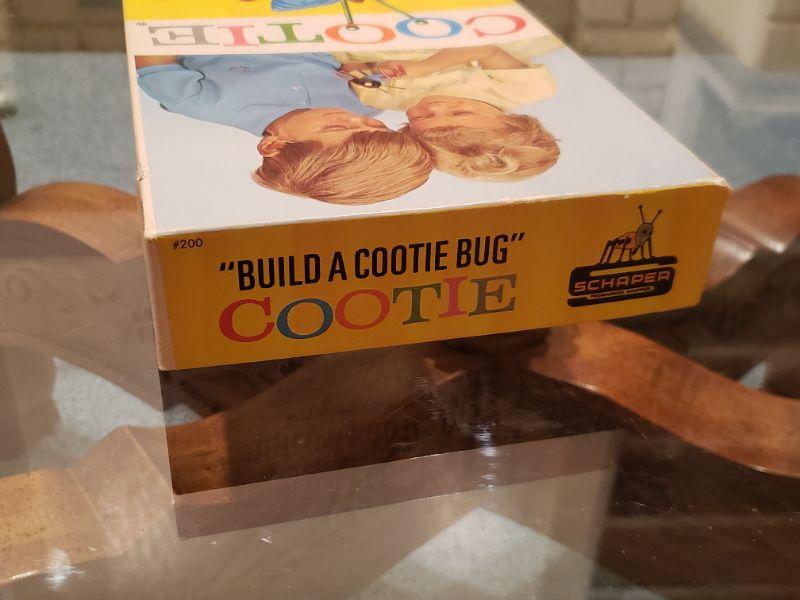 COOTIE
#200
"BUILD A COOTIE BUG"
COOTIE
SCHAPER